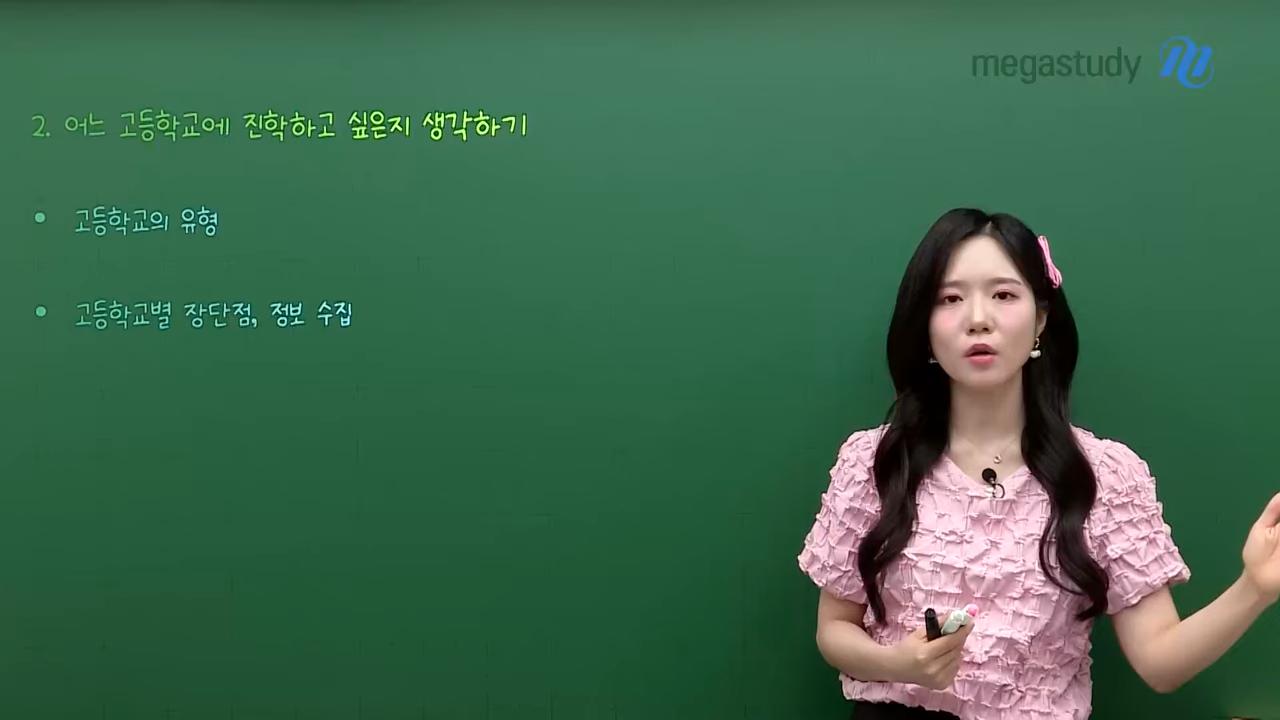 megastudy
2. 어느 고등학교에 진학하고 싶은지 생각하기
• 고등학교의 유형
• 고등학교별 장단점, 정보 수집